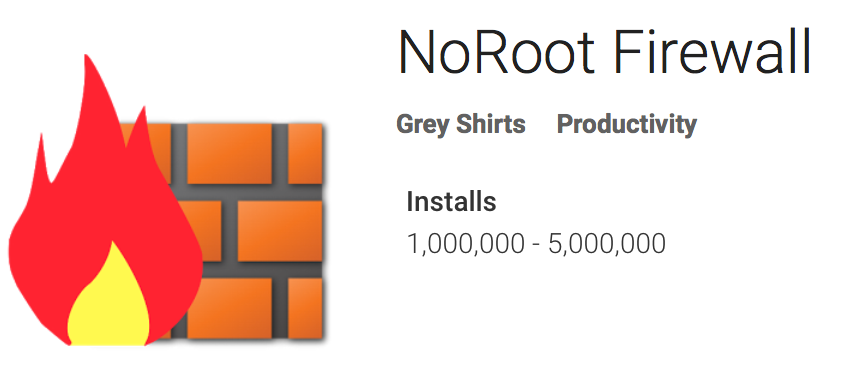 NoRoot Firewall
Grey Shirts Productivity
Installs
1,000,000 - 5,000,000